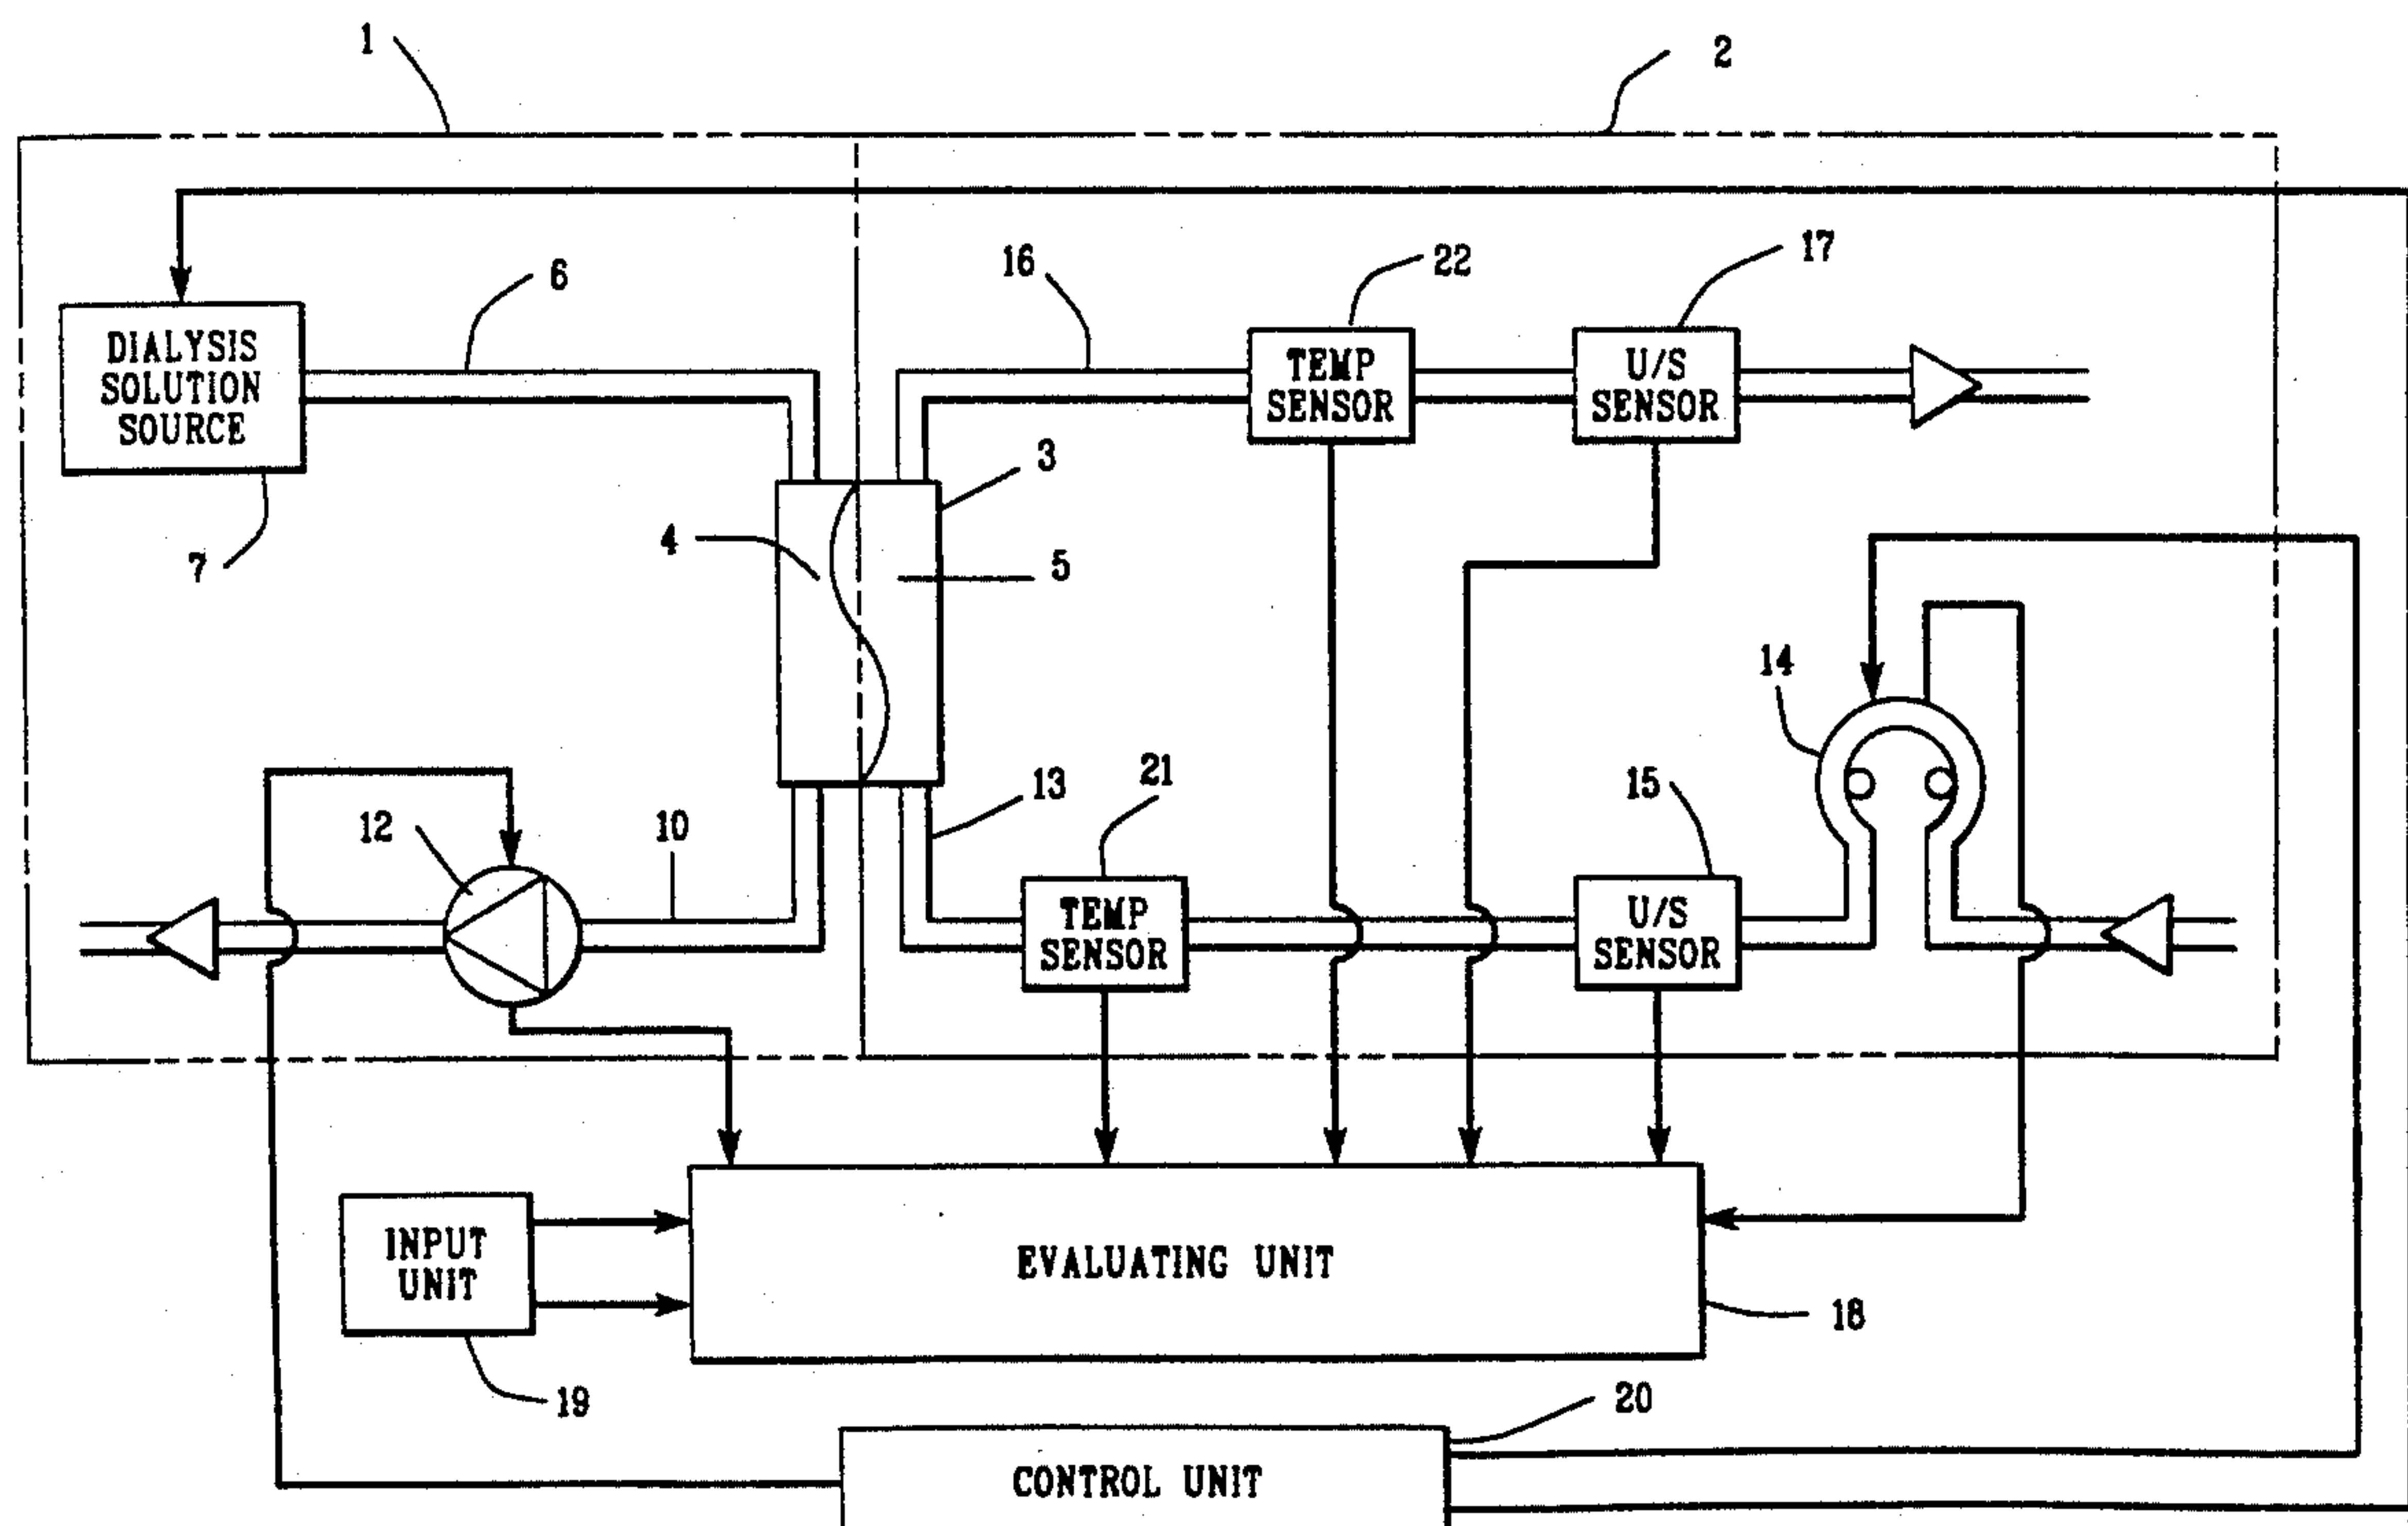 1
2
6
16
22
17
DIALYSIS
SOLUTION
SOURCE
TEMP
SENSOR
U/S
SENSOR
3
4
5
7
14
12
10
13
21
15
TEMP
SENSOR
U/S
SENSOR
INPUT
UNIT
EVALUATING UNIT
18
19
20
CONTROL UNIT